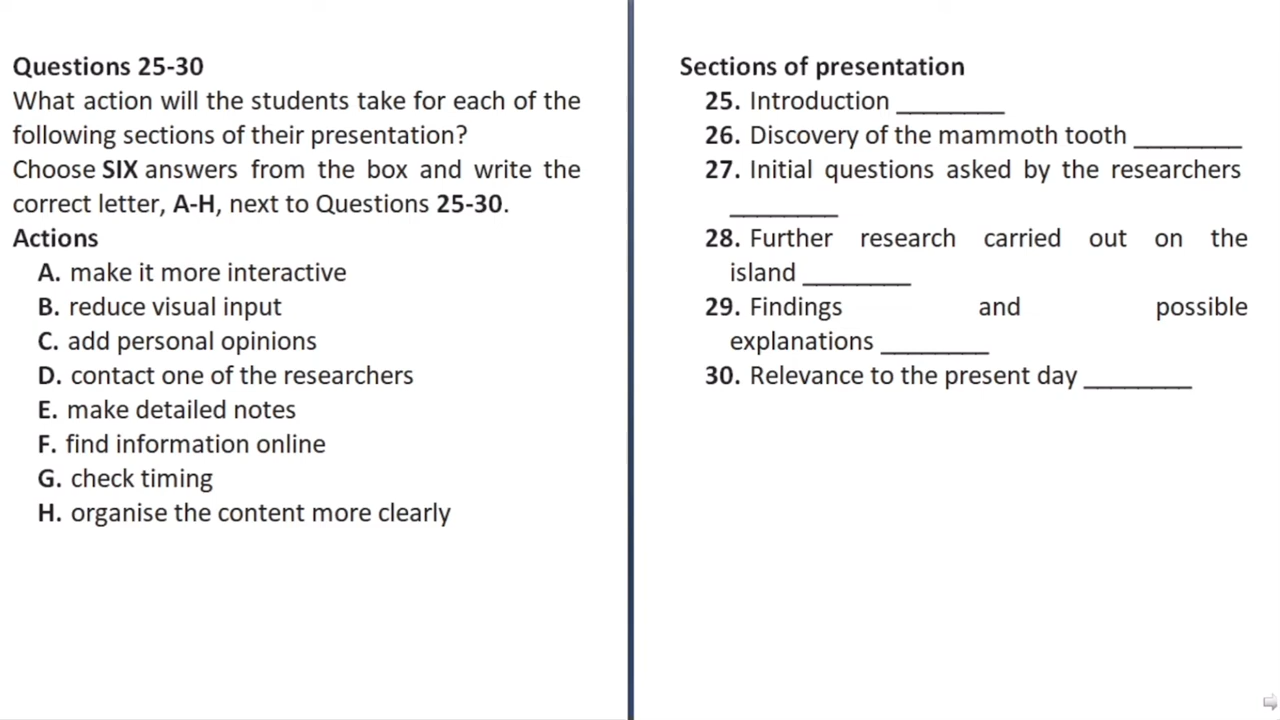 Questions 25-30
What action will the students take for each of the
following sections of their presentation?
Choose SIX answers from the box and write the
correct letter, A-H, next to Questions 25-30.
Actions
A. make it more interactive
B. reduce visual input
C. add personal opinions
D. contact one of the researchers
E. make detailed notes
F. find information online
G. check timing
H. organise the content more clearly
Sections of presentation
25. Introduction ________
26. Discovery of the mammoth tooth ________
27. Initial questions asked by the researchers
________
28. Further research carried out on the
island ________
29. Findings and possible
explanations ________
30. Relevance to the present day ________